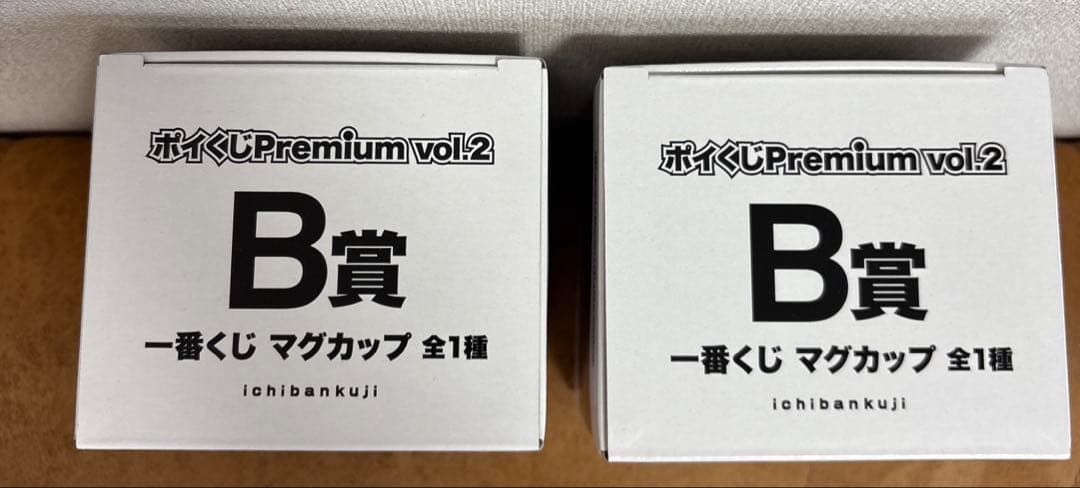 ポイくじPremium vol.2
B賞
一番くじ マグカップ 全1種
ichibankuji
ポイくじPremium vol.2
B賞
一番くじ マグカップ 全1種
ichibankuji